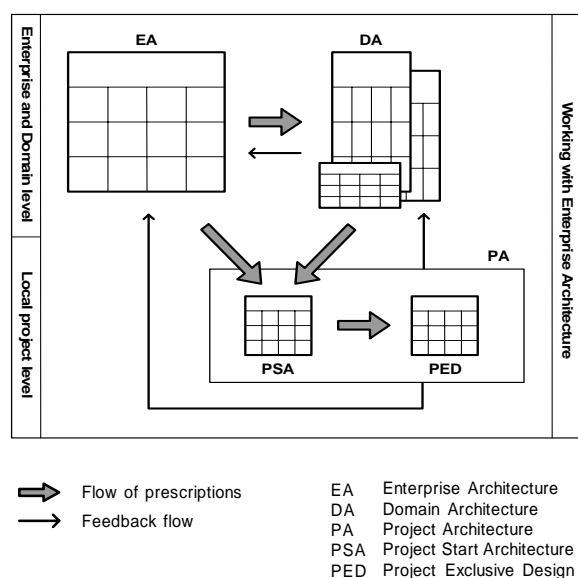 Enterprise and Domain level
Local project level
EA
DA
PA
PSA
PED
Working with Enterprise Architecture
Flow of prescriptions
Feedback flow
EA Enterprise Architecture
DA Domain Architecture
PA Project Architecture
PSA Project Start Architecture
PED Project Exclusive Design